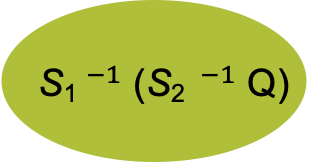 S₁ ⁻¹ (S₂ ⁻¹ Q)